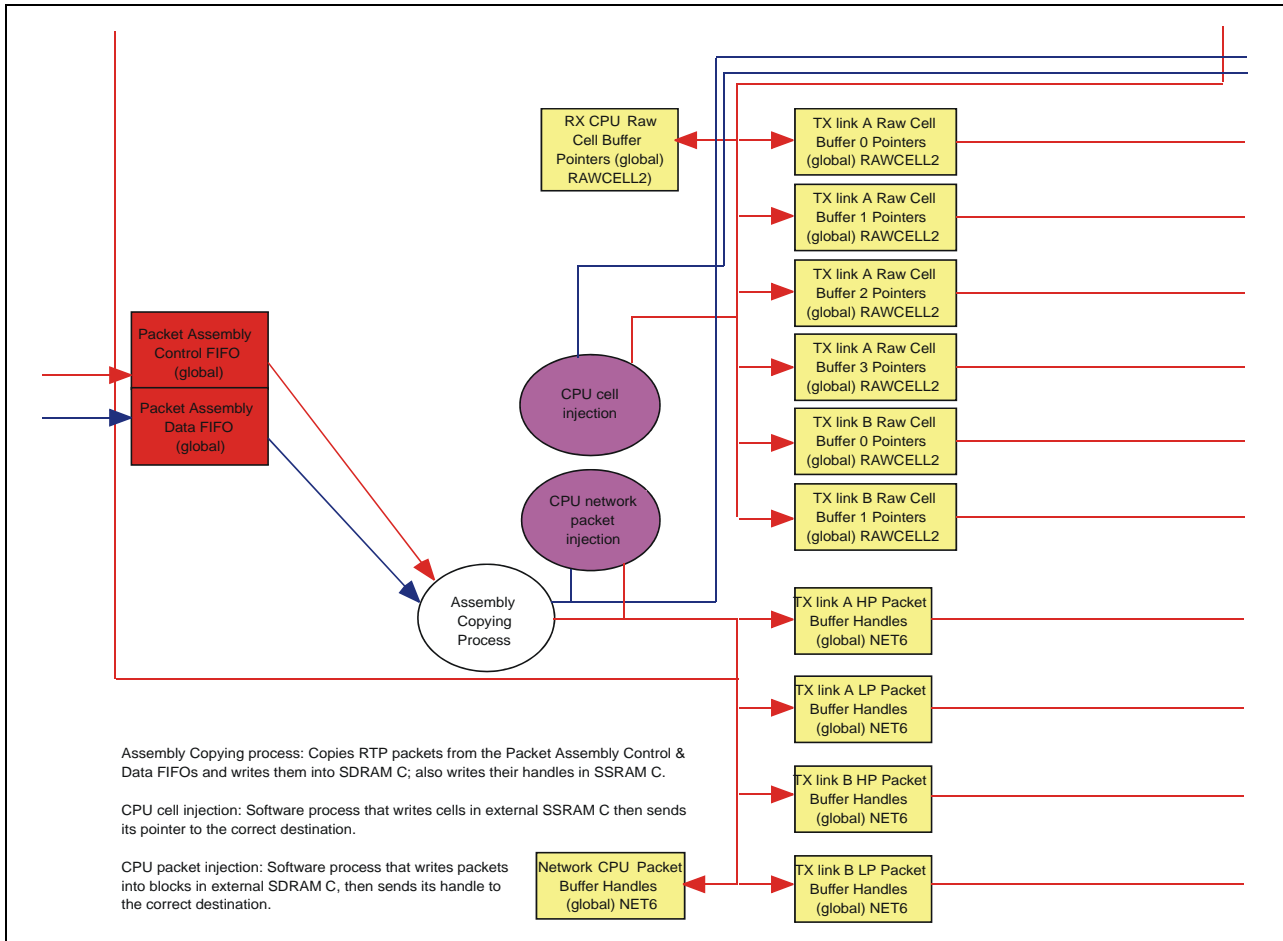 RX CPU Raw
Cell Buffer
Pointers (global)
RAWCELL2)
TX link A Raw Cell
Buffer 0 Pointers
(global) RAWCELL2
TX link A Raw Cell
Buffer 1 Pointers
(global) RAWCELL2
TX link A Raw Cell
Buffer 2 Pointers
(global) RAWCELL2
Packet Assembly
Control FIFO
(global)
Packet Assembly
Data FIFO
(global)
TX link A Raw Cell
Buffer 3 Pointers
(global) RAWCELL2
CPU cell
injection
TX link B Raw Cell
Buffer 0 Pointers
(global) RAWCELL2
CPU network
packet
injection
TX link B Raw Cell
Buffer 1 Pointers
(global) RAWCELL2
Assembly
Copying
Process
TX link A HP Packet
Buffer Handles
(global) NET6
TX link A LP Packet
Buffer Handles
(global) NET6
Assembly Copying process: Copies RTP packets from the Packet Assembly Control &
Data FIFOs and writes them into SDRAM C; also writes their handles in SSRAM C.
TX link B HP Packet
Buffer Handles
(global) NET6
CPU cell injection: Software process that writes cells in external SSRAM C then sends
its pointer to the correct destination.
CPU packet injection: Software process that writes packets
into blocks in external SDRAM C, then sends its handle to
the correct destination.
Network CPU Packet
Buffer Handles
(global) NET6
TX link B LP Packet
Buffer Handles
(global) NET6